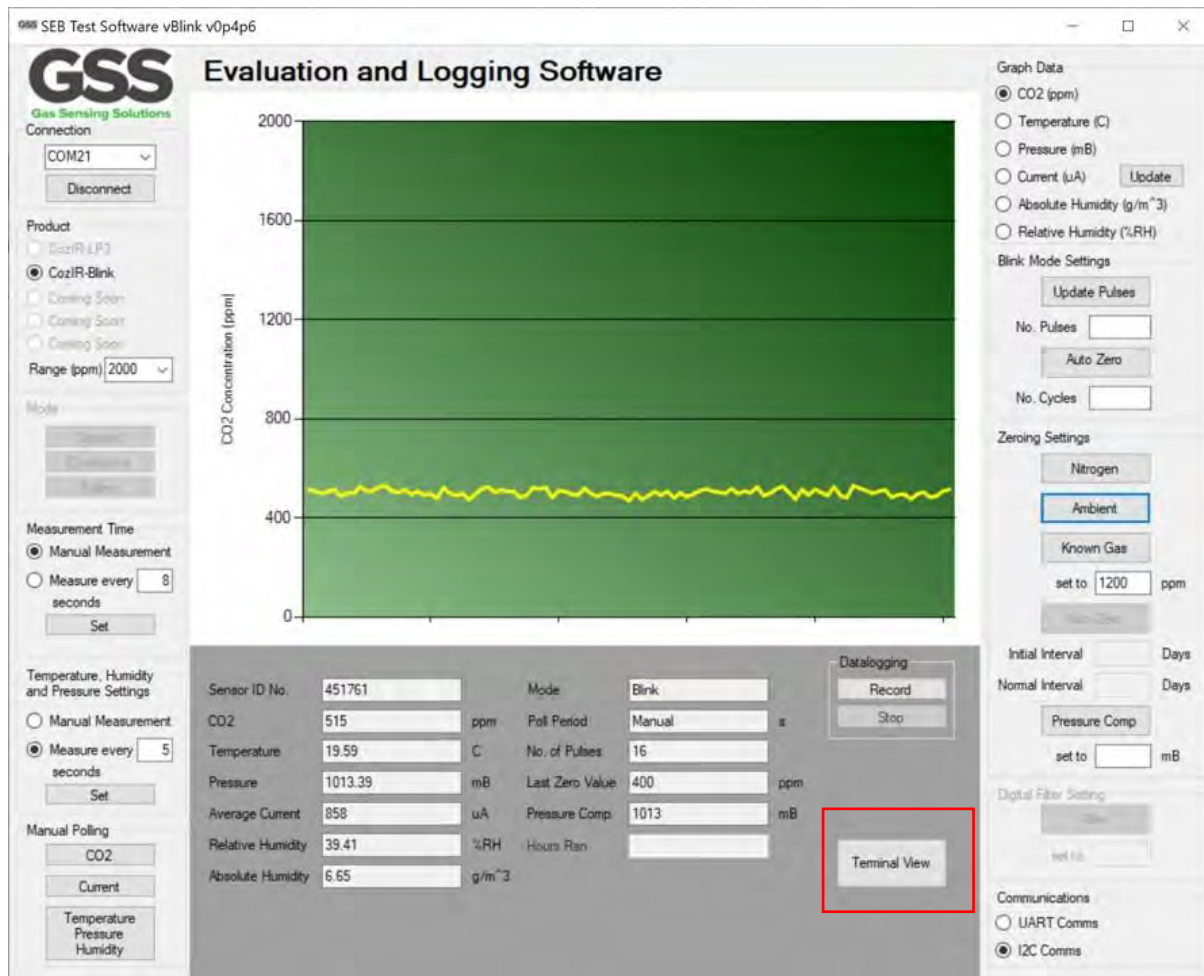 GSS SEB Test Software vBlink v0p4p6
GSS
Gas Sensing Solutions
Evaluation and Logging Software
Connection
COM21
Disconnect
Product
CozIR-LP3
CozIR-Blink
Coming Soon
Coming Soon
Coming Soon
Range (ppm) 2000
Mode
Measurement Time
Manual Measurement
Measure every 8
seconds
Set
Temperature, Humidity
and Pressure Settings
Manual Measurement
Measure every 5
seconds
Set
Manual Polling
CO2
Current
Temperature
Pressure
Humidity
CO2 Concentration (ppm)
2000
1600
1200
800
400
0
Sensor ID No. 451761
CO2 515 ppm
Temperature 19.59 C
Pressure 1013.39 mB
Average Current 858 uA
Relative Humidity 39.41 %RH
Absolute Humidity 6.65 g/m^3
Mode Blink
Poll Period Manual s
No. of Pulses 16
Last Zero Value 400 ppm
Pressure Comp. 1013 mB
Hours Ran
Datalogging
Record
Stop
Terminal View
Graph Data
CO2 (ppm)
Temperature (C)
Pressure (mB)
Current (uA) Update
Absolute Humidity (g/m^3)
Relative Humidity (%RH)
Blink Mode Settings
Update Pulses
No. Pulses
Auto Zero
No. Cycles
Zeroing Settings
Nitrogen
Ambient
Known Gas
set to 1200 ppm
Initial Interval Days
Normal Interval Days
Pressure Comp
set to mB
Digital Filter Setting
set to
Communications
UART Comms
I2C Comms